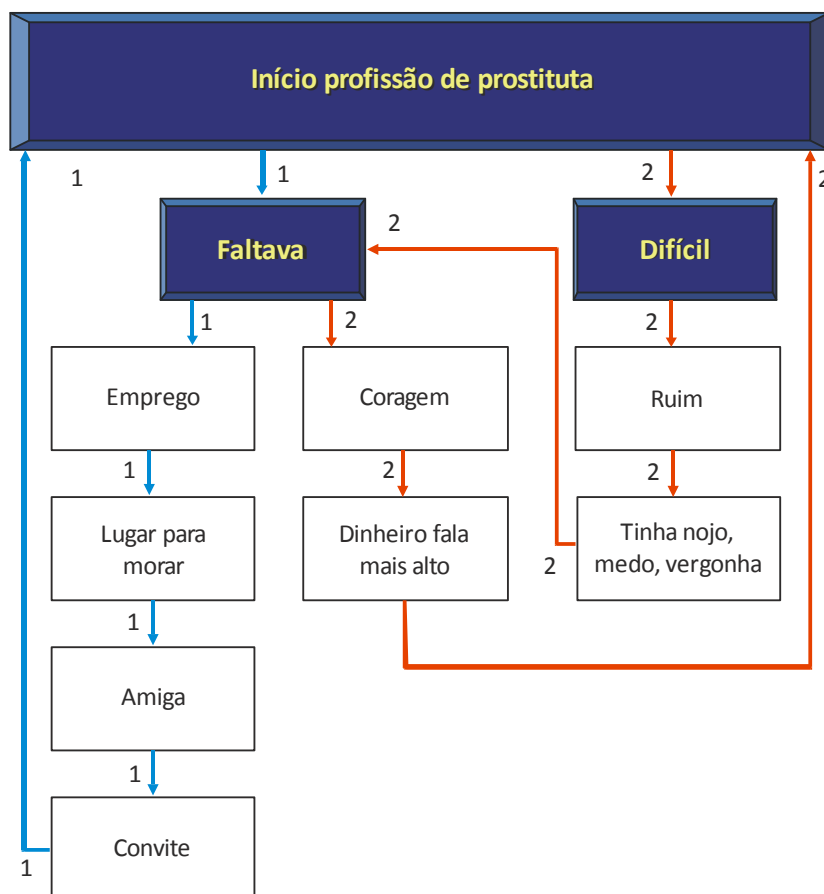 Início profissão de prostituta
1
1
2
2
Faltava
2
Difícil
1
2
2
Emprego
Coragem
Ruim
1
2
2
Lugar para
morar
Dinheiro fala
mais alto
Tinha nojo,
medo, vergonha
2
1
Amiga
1
Convite
1